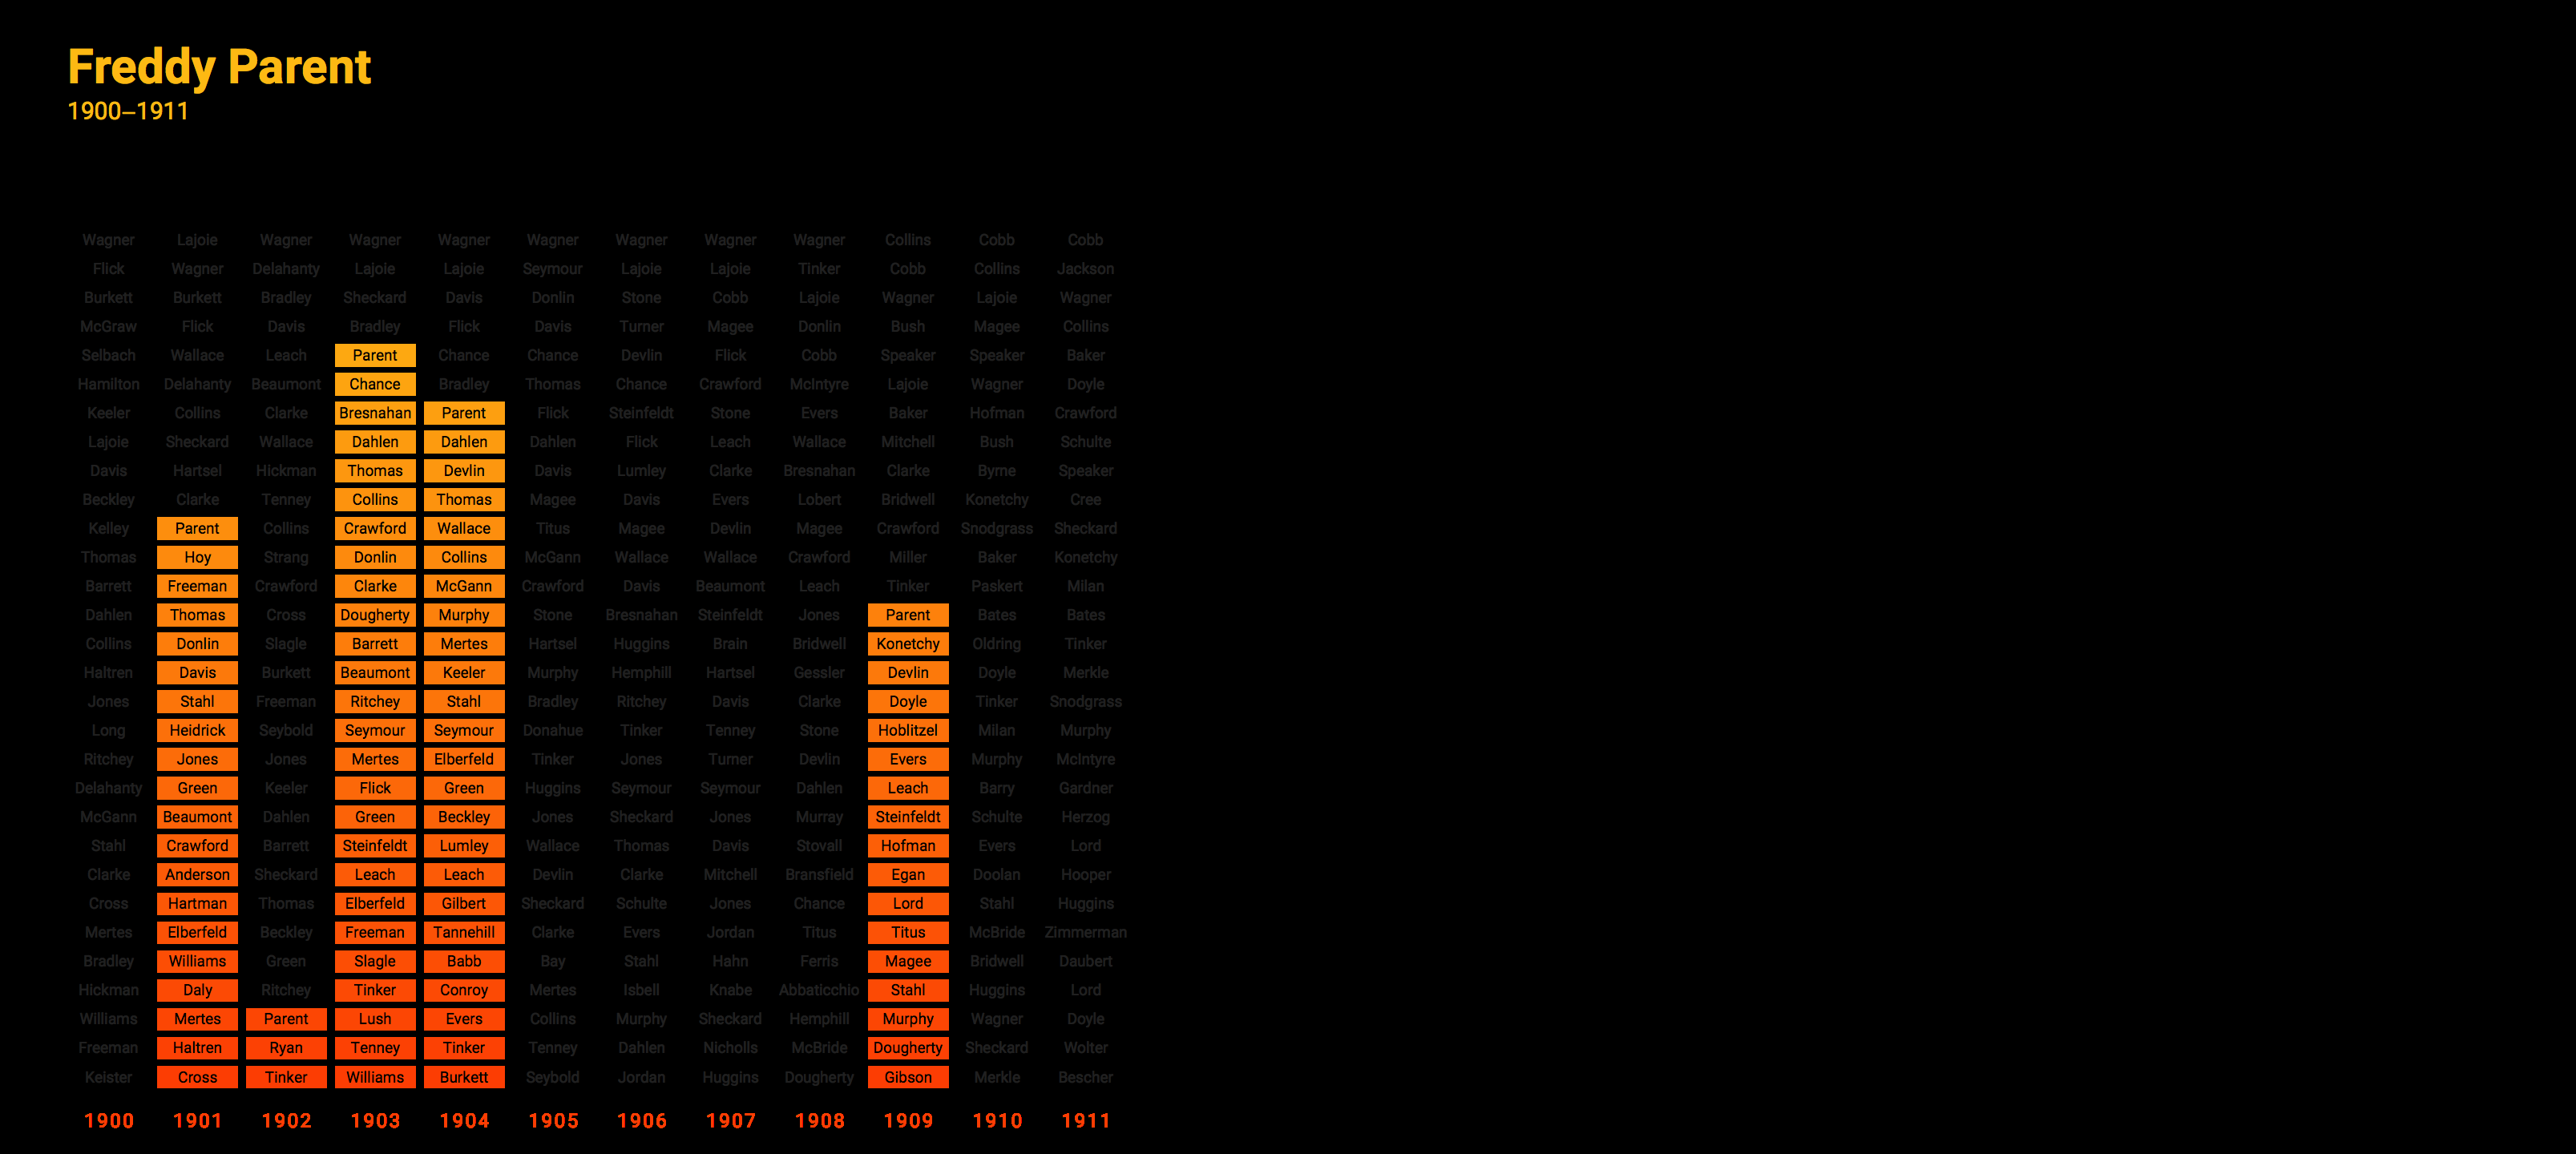 Freddy Parent
1900–1911
Wagner Lajoie Wagner Wagner Wagner Wagner Wagner Wagner Wagner Collins Cobb Cobb
Flick Wagner Delahanty Lajoie Lajoie Seymour Lajoie Lajoie Tinker Cobb Collins Jackson
Burkett Burkett Bradley Sheckard Davis Donlin Stone Cobb Lajoie Wagner Lajoie Wagner
McGraw Flick Davis Bradley Flick Davis Turner Magee Donlin Bush Magee Collins
Selbach Wallace Leach Parent Chance Chance Devlin Flick Cobb Speaker Speaker Baker
Hamilton Delahanty Beaumont Chance Bradley Thomas Chance Crawford McIntyre Lajoie Wagner Doyle
Keeler Collins Clarke Bresnahan Parent Flick Steinfeldt Stone Evers Baker Hofman Crawford
Lajoie Sheckard Wallace Dahlen Dahlen Dahlen Flick Leach Wallace Mitchell Bush Schulte
Davis Hartsel Hickman Thomas Devlin Davis Lumley Clarke Bresnahan Clarke Byrne Speaker
Beckley Clarke Tenney Collins Thomas Magee Davis Evers Lobert Bridwell Konetchy Cree
Kelley Parent Collins Crawford Wallace Titus Magee Devlin Magee Crawford Snodgrass Sheckard
Thomas Hoy Strang Donlin Collins McGann Wallace Wallace Crawford Miller Baker Konetchy
Barrett Freeman Crawford Clarke McGann Crawford Davis Beaumont Leach Tinker Paskert Milan
Dahlen Thomas Cross Dougherty Murphy Stone Bresnahan Steinfeldt Jones Parent Bates Bates
Collins Donlin Slagle Barrett Mertes Hartsel Huggins Brain Bridwell Konetchy Oldring Tinker
Haltren Davis Burkett Beaumont Keeler Murphy Hemphill Hartsel Gessler Devlin Doyle Merkle
Jones Stahl Freeman Ritchey Stahl Bradley Ritchey Davis Clarke Doyle Tinker Snodgrass
Long Heidrick Seybold Seymour Seymour Donahue Tinker Tenney Stone Hoblitzel Milan Murphy
Ritchey Jones Jones Mertes Elberfeld Tinker Jones Turner Devlin Evers Murphy McIntyre
Delahanty Green Keeler Flick Green Huggins Seymour Seymour Dahlen Leach Barry Gardner
McGann Beaumont Dahlen Green Beckley Jones Sheckard Jones Murray Steinfeldt Schulte Herzog
Stahl Crawford Barrett Steinfeldt Lumley Wallace Thomas Davis Stovall Hofman Evers Lord
Clarke Anderson Sheckard Leach Leach Devlin Clarke Mitchell Bransfield Egan Doolan Hooper
Cross Hartman Thomas Elberfeld Gilbert Sheckard Schulte Jones Chance Lord Stahl Huggins
Mertes Elberfeld Beckley Freeman Tannehill Clarke Evers Jordan Titus Titus McBride Zimmerman
Bradley Williams Green Slagle Babb Bay Stahl Hahn Ferris Magee Bridwell Daubert
Hickman Daly Ritchey Tinker Conroy Mertes Isbell Knabe Abbaticchio Stahl Huggins Lord
Williams Mertes Parent Lush Evers Collins Murphy Sheckard Hemphill Murphy Wagner Doyle
Freeman Haltren Ryan Tenney Tinker Tenney Dahlen Nicholls McBride Dougherty Sheckard Wolter
Keister Cross Tinker Williams Burkett Seybold Jordan Huggins Dougherty Gibson Merkle Bescher
1900 1901 1902 1903 1904 1905 1906 1907 1908 1909 1910 1911